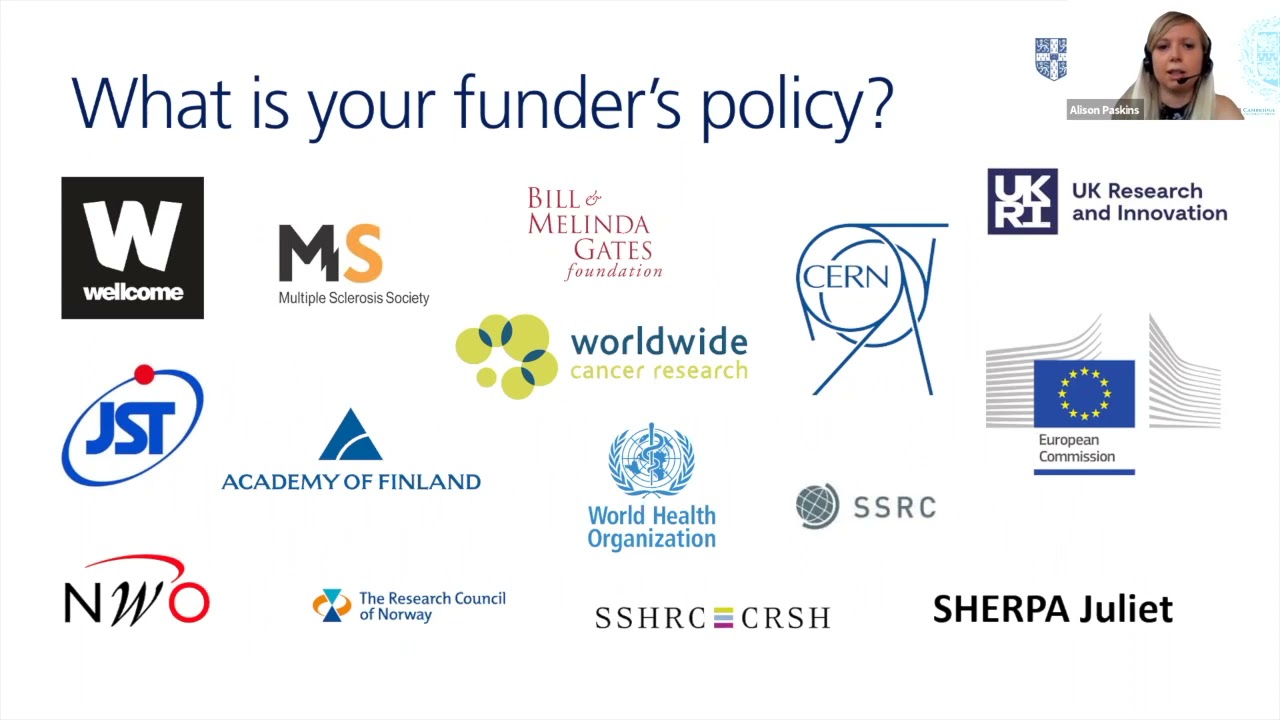 What is your funder's policy?
Alison Paskins
CAMBRIDGE
W
wellcome
MS
Multiple Sclerosis Society
BILL &
MELINDA
GATES
foundation
CERN
UK
RI
UK Research
and Innovation
worldwide
cancer research
JST
ACADEMY OF FINLAND
World Health
Organization
SSRC
European
Commission
NWO
The Research Council
of Norway
SSHRC CRSH
SHERPA Juliet